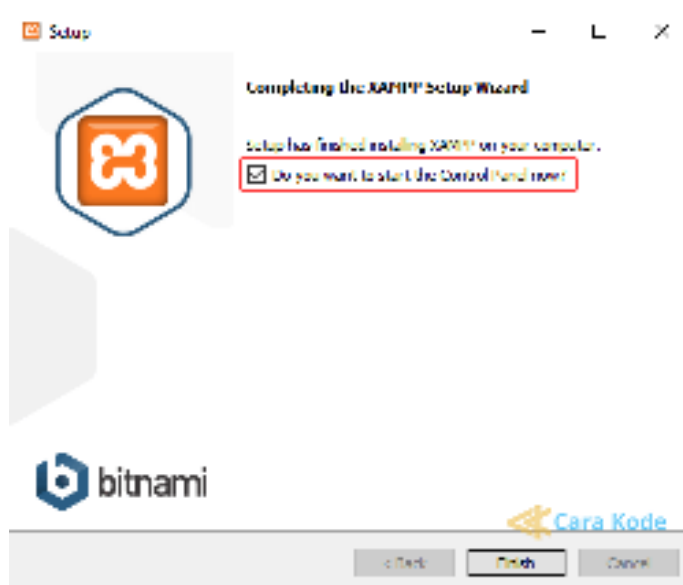 Setup
Completing the XAMPP Setup Wizard
Setup has finished installing XAMPP on your computer.
Do you want to start the Control Panel now?
bitnami
Cara Kode
< Back
Finish
Cancel